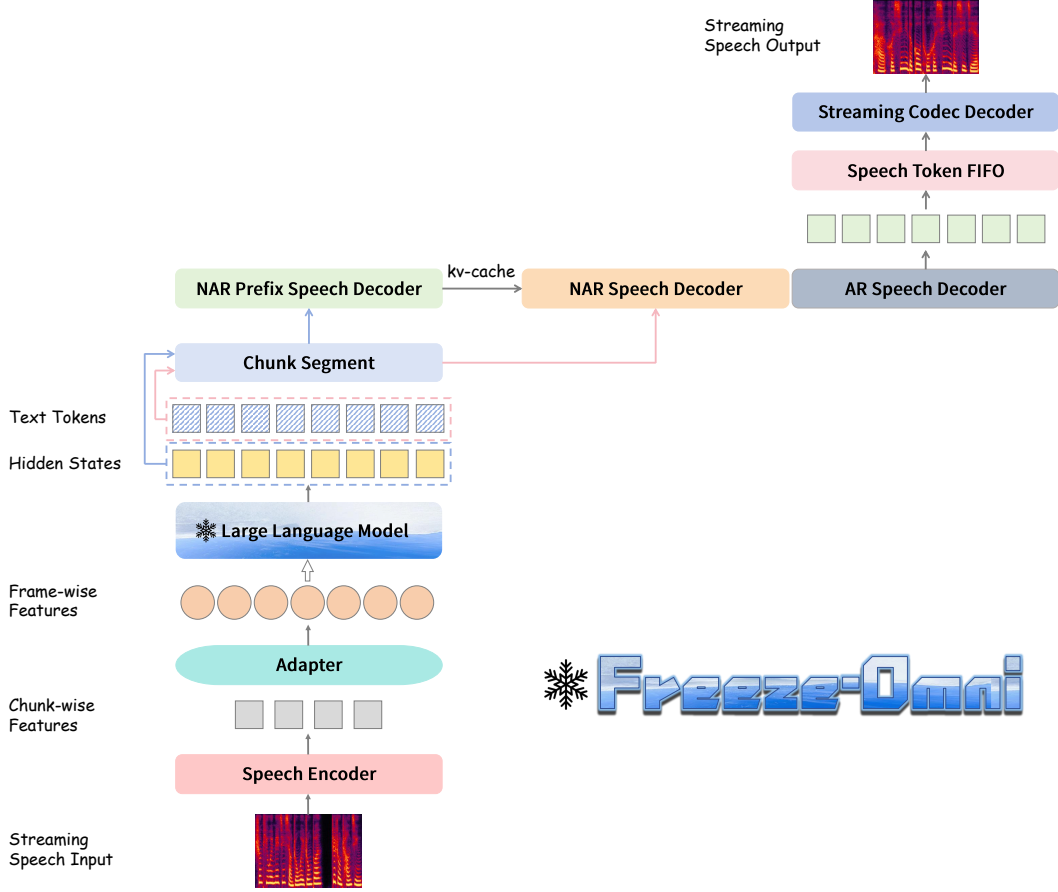 Streaming
Speech Output
Streaming Codec Decoder
Speech Token FIFO
NAR Prefix Speech Decoder
kv-cache
NAR Speech Decoder
AR Speech Decoder
Chunk Segment
Text Tokens
Hidden States
Large Language Model
Frame-wise
Features
Adapter
Freeze-Omni
Chunk-wise
Features
Speech Encoder
Streaming
Speech Input